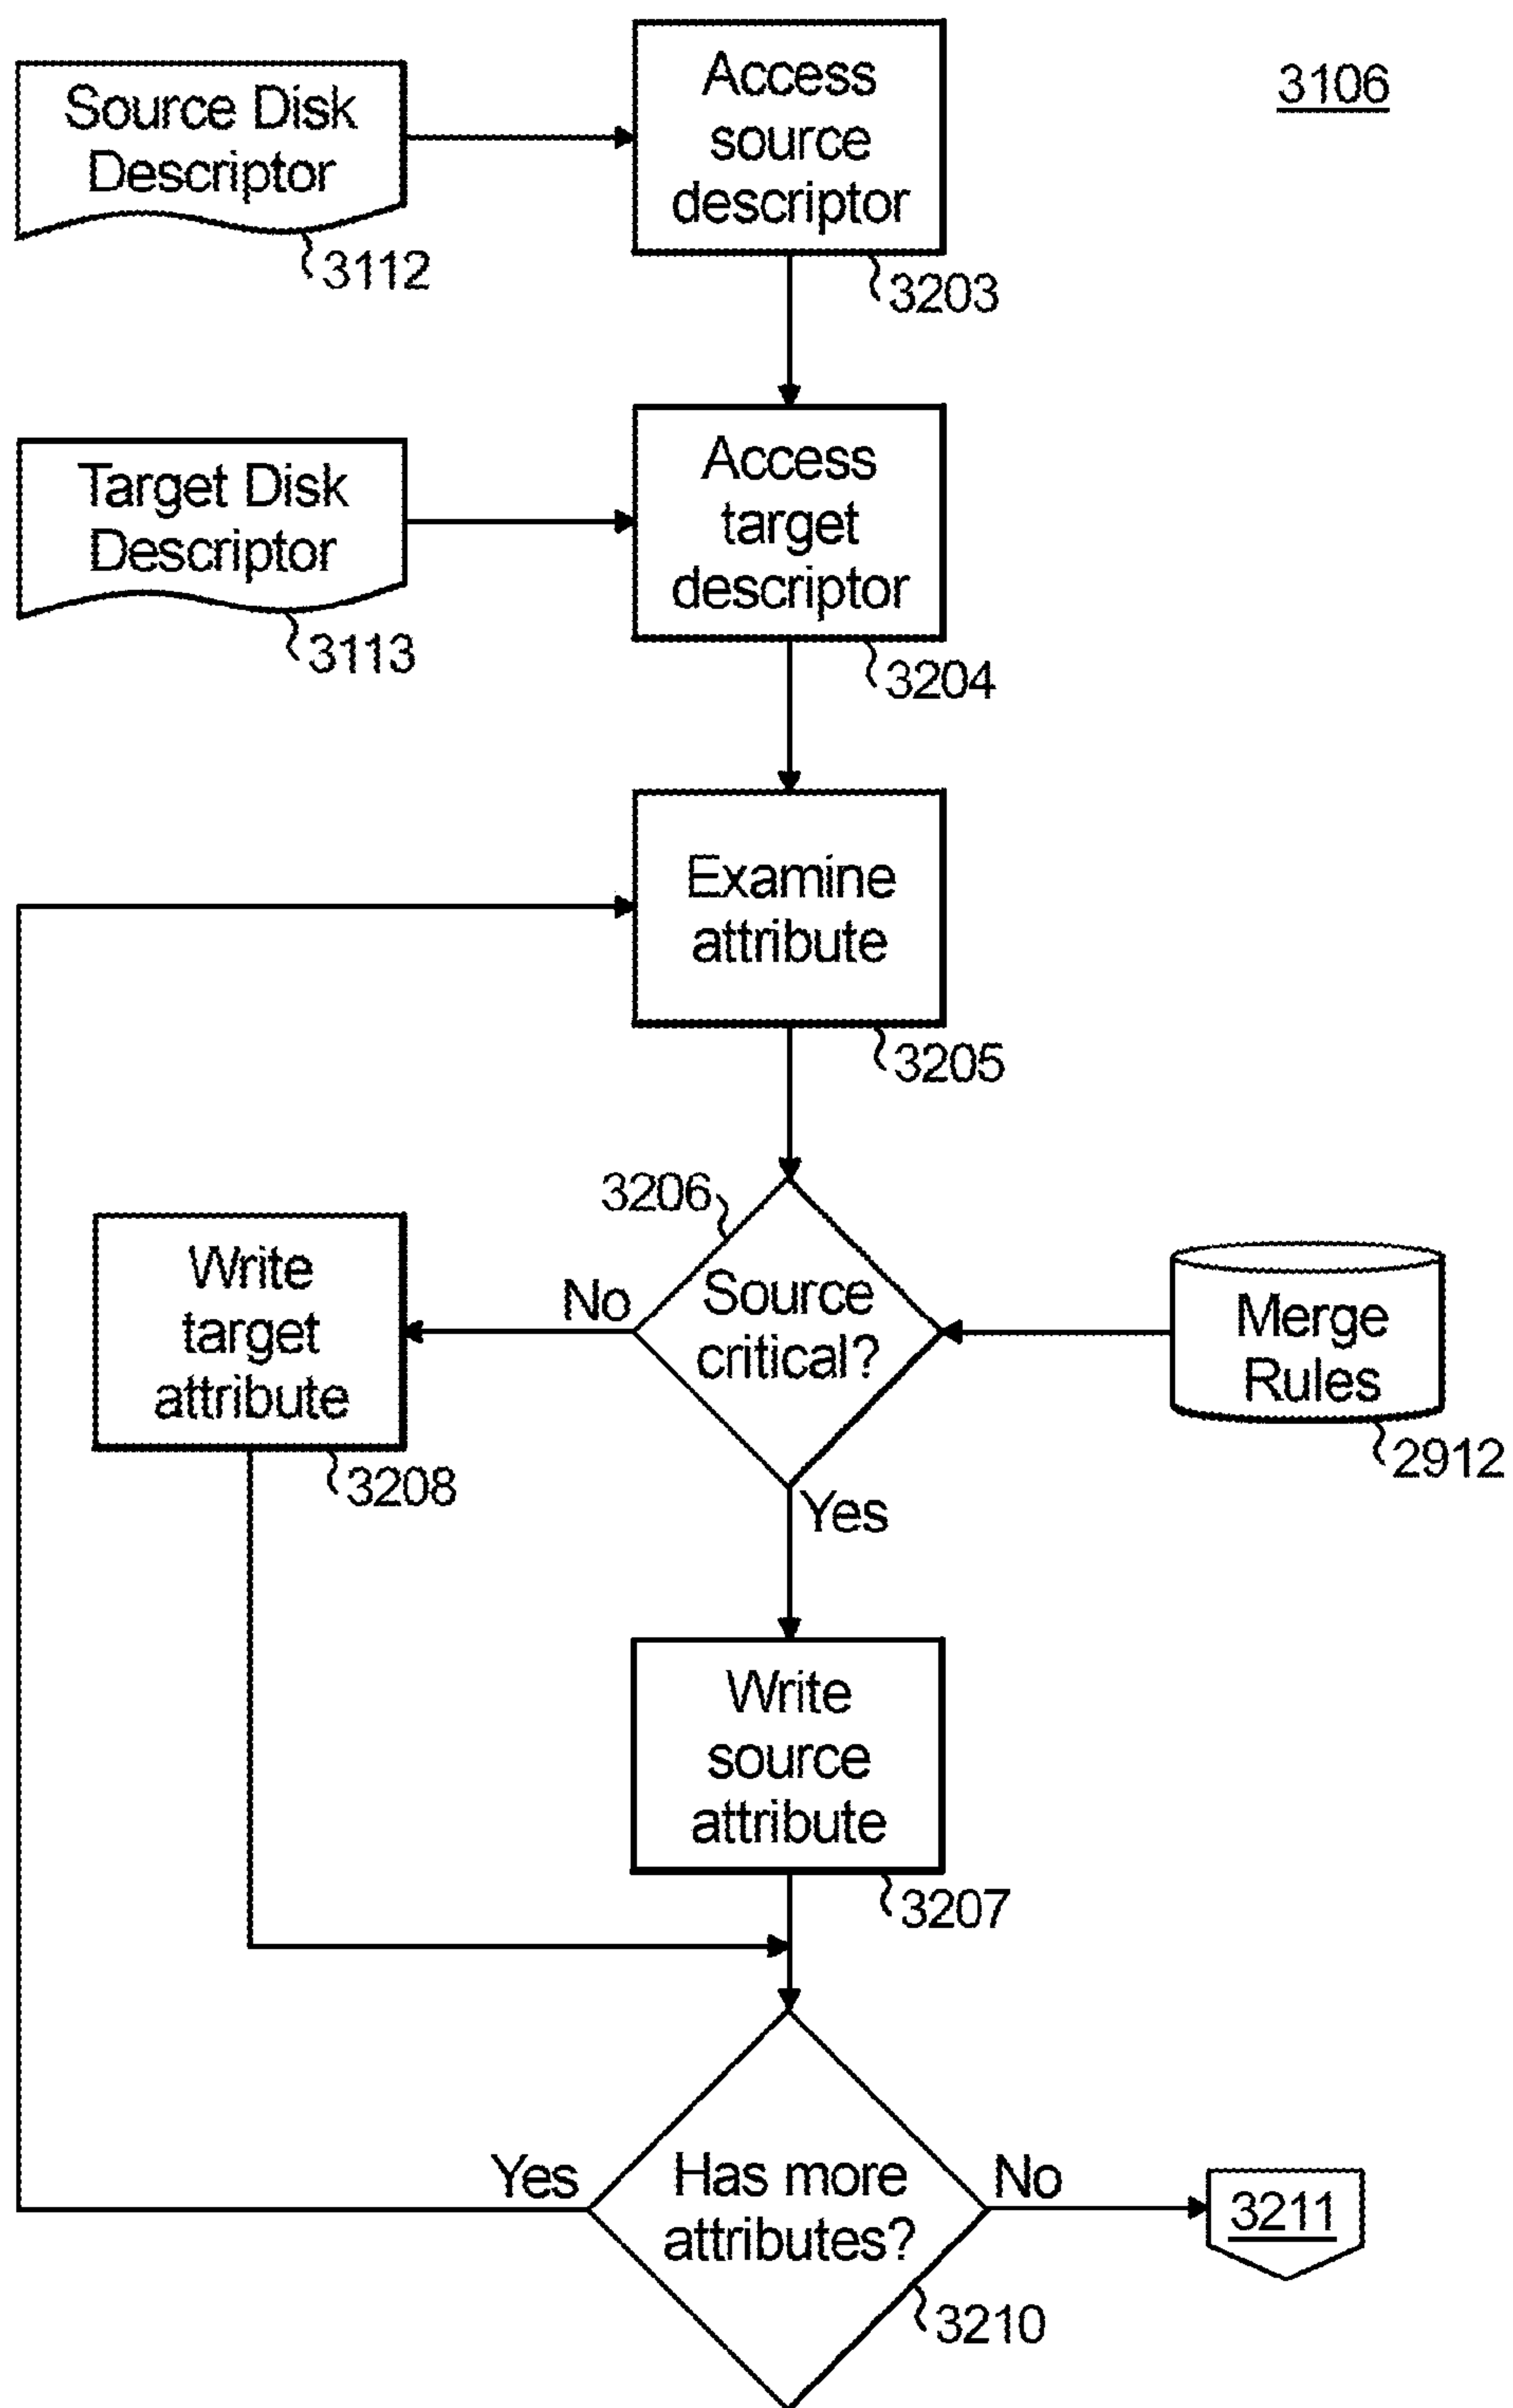 3106
Source Disk
Descriptor
3112
Access
source
descriptor
3203
Target Disk
Descriptor
3113
Access
target
descriptor
3204
Examine
attribute
3205
3206
Source
critical?
No
Yes
Merge
Rules
2912
Write
target
attribute
3208
Write
source
attribute
3207
Has more
attributes?
Yes
No
3210
3211